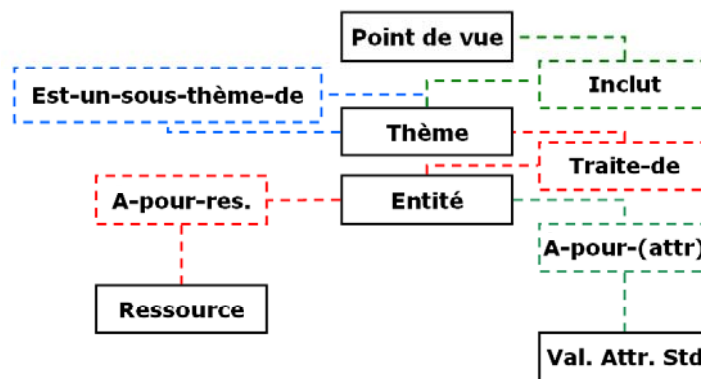 Point de vue
Est-un-sous-thème-de
Inclut
Thème
Traite-de
A-pour-res.
Entité
A-pour-(attr)
Ressource
Val. Attr. Std